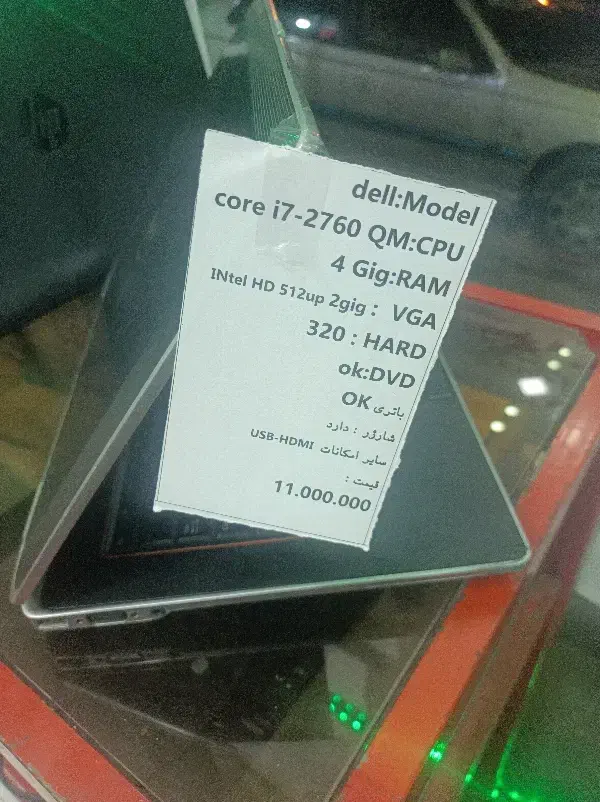 dell:Model
core i7-2760 QM:CPU
4 Gig:RAM
INtel HD 512up 2gig : VGA
320 : HARD
ok:DVD
باتری OK
شارژر : دارد
سایر امکانات USB-HDMI
قیمت :
11.000.000
hp